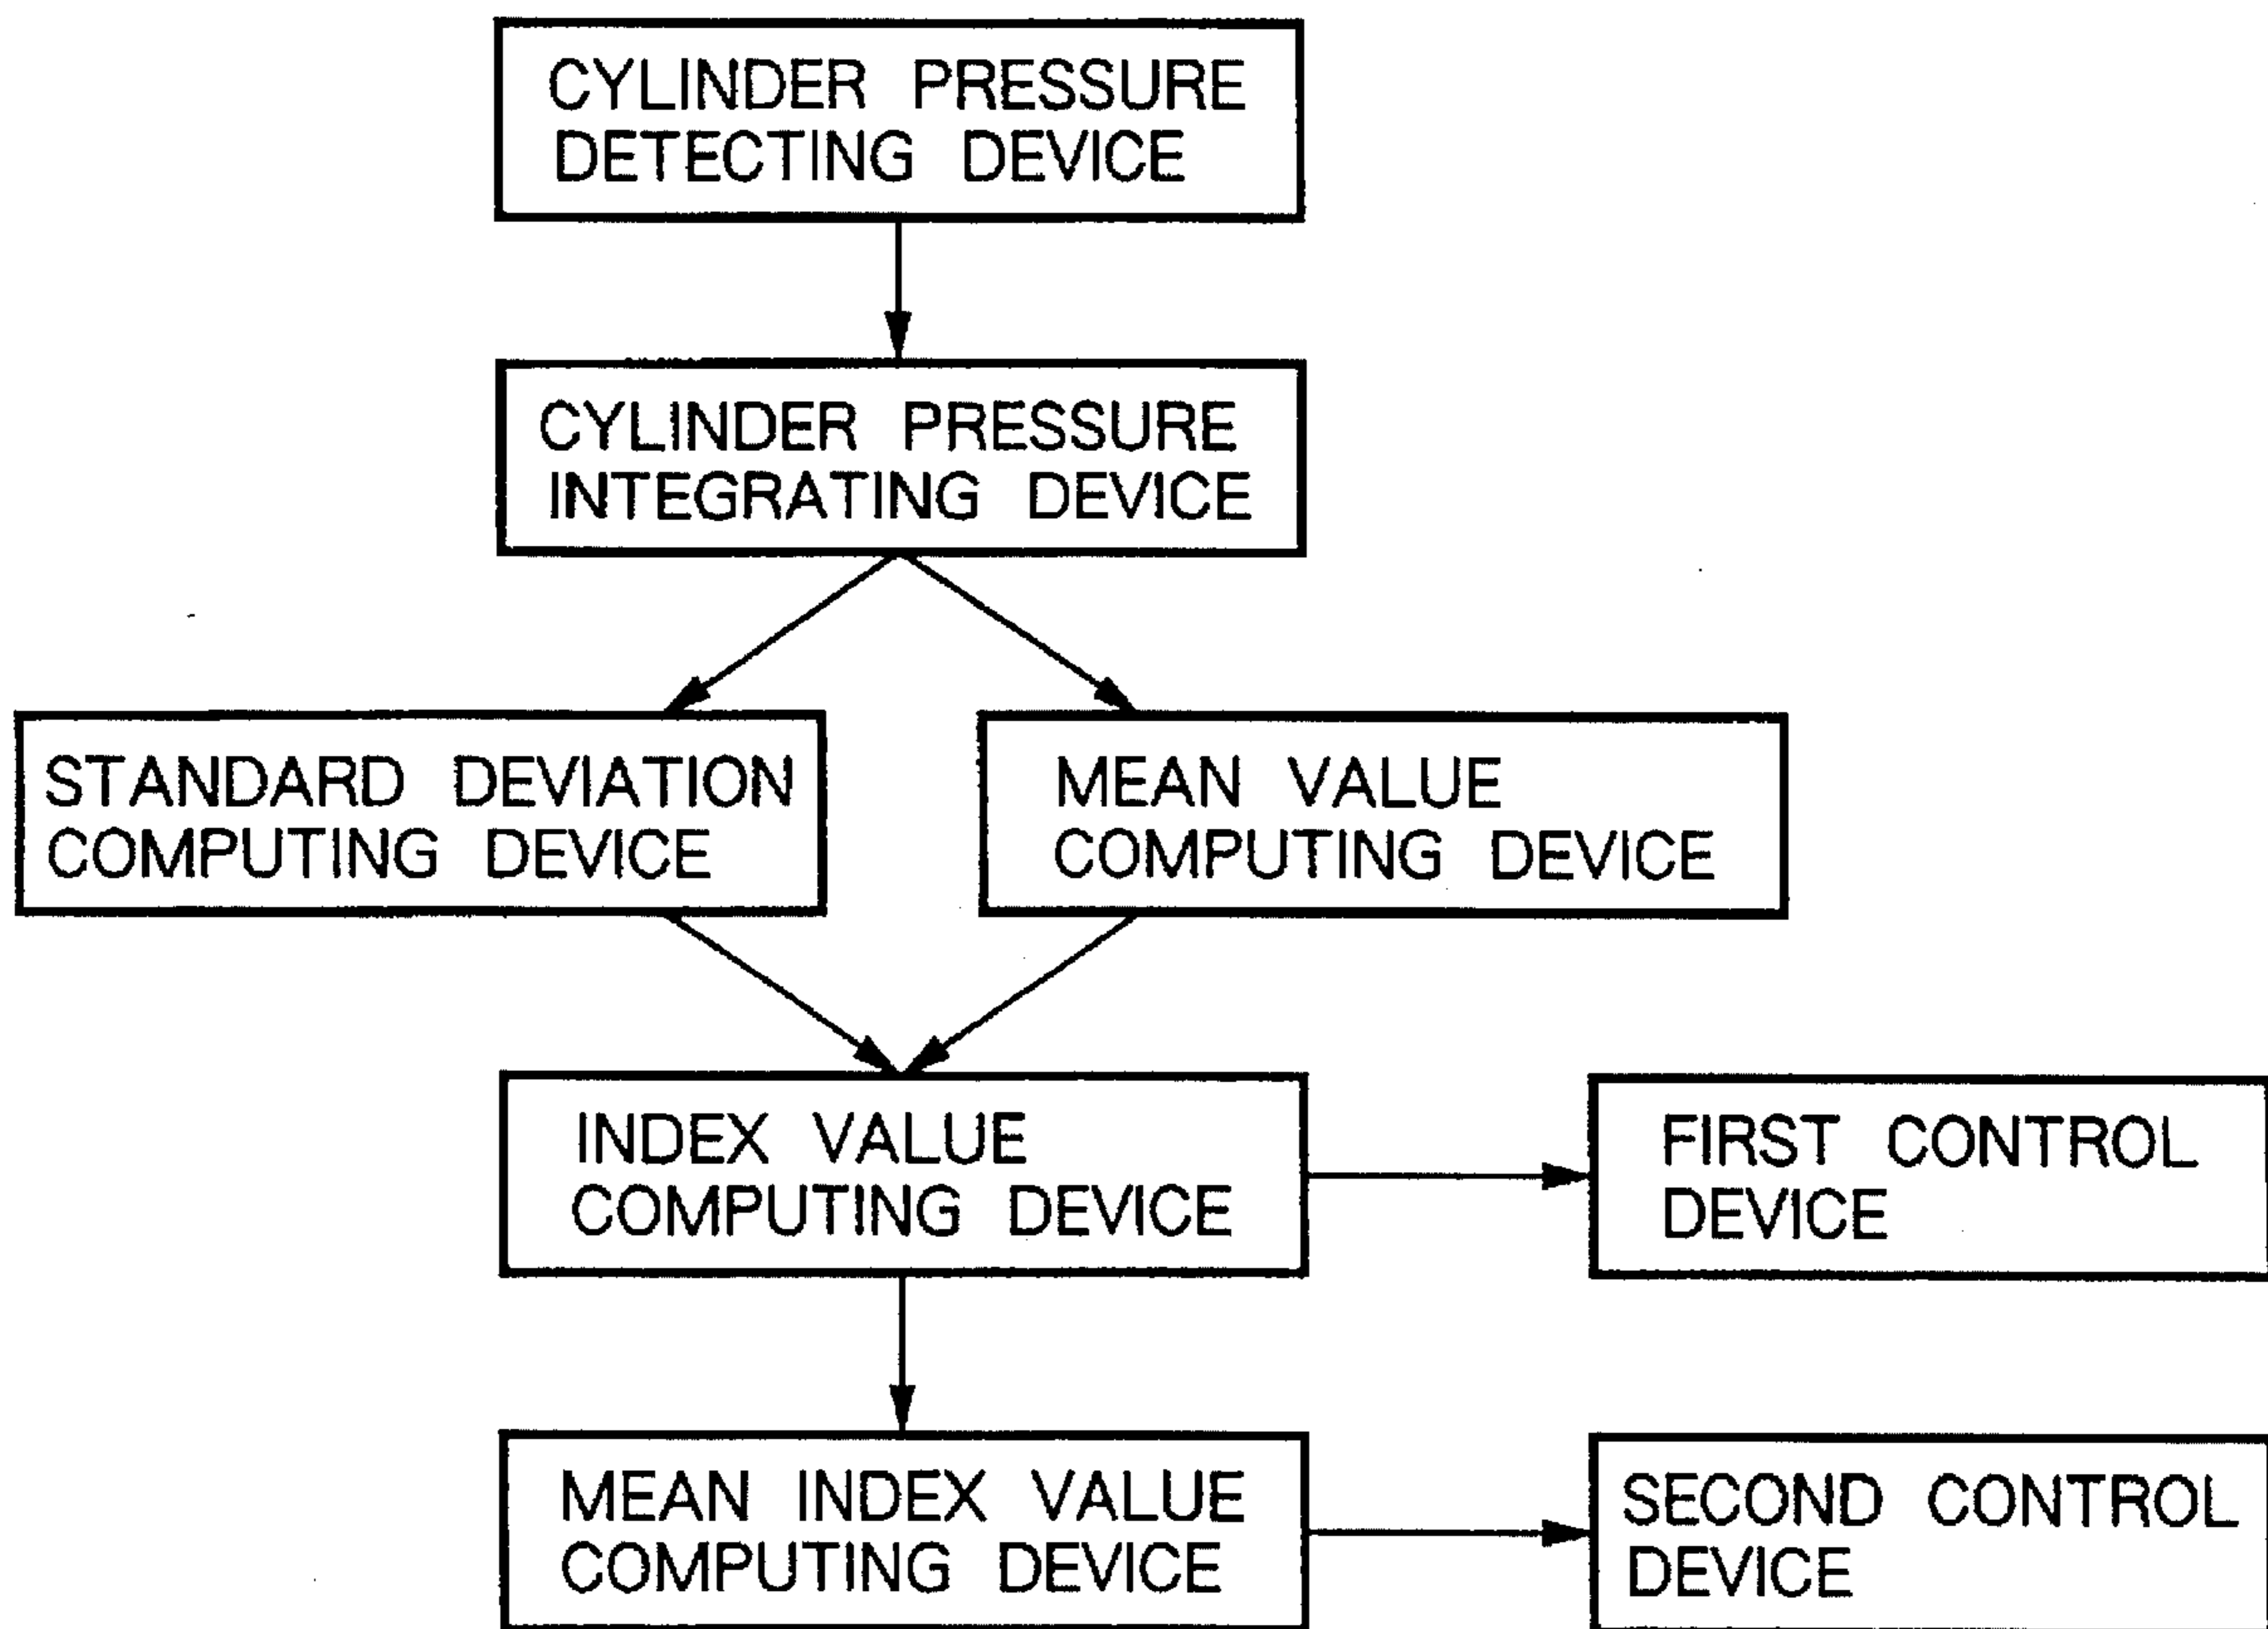 CYLINDER PRESSURE
DETECTING DEVICE
CYLINDER PRESSURE
INTEGRATING DEVICE
STANDARD DEVIATION
COMPUTING DEVICE
MEAN VALUE
COMPUTING DEVICE
INDEX VALUE
COMPUTING DEVICE
FIRST CONTROL
DEVICE
MEAN INDEX VALUE
COMPUTING DEVICE
SECOND CONTROL
DEVICE